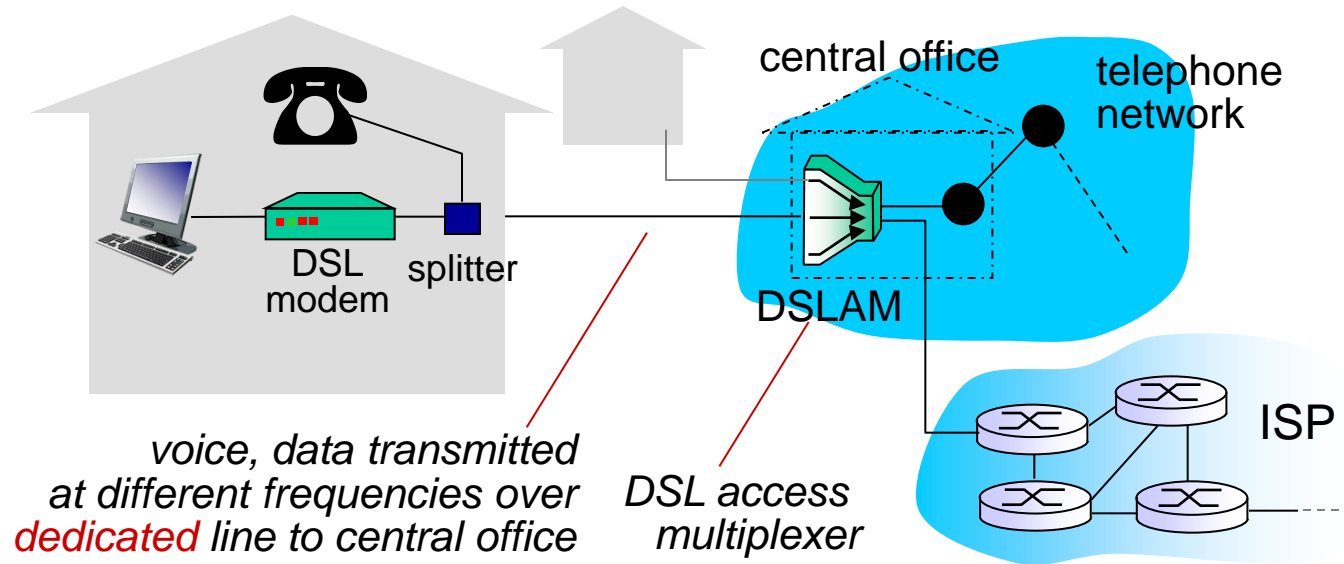 central office
telephone
network
DSL
modem
splitter
DSLAM
ISP
voice, data transmitted
at different frequencies over
dedicated line to central office
DSL access
multiplexer